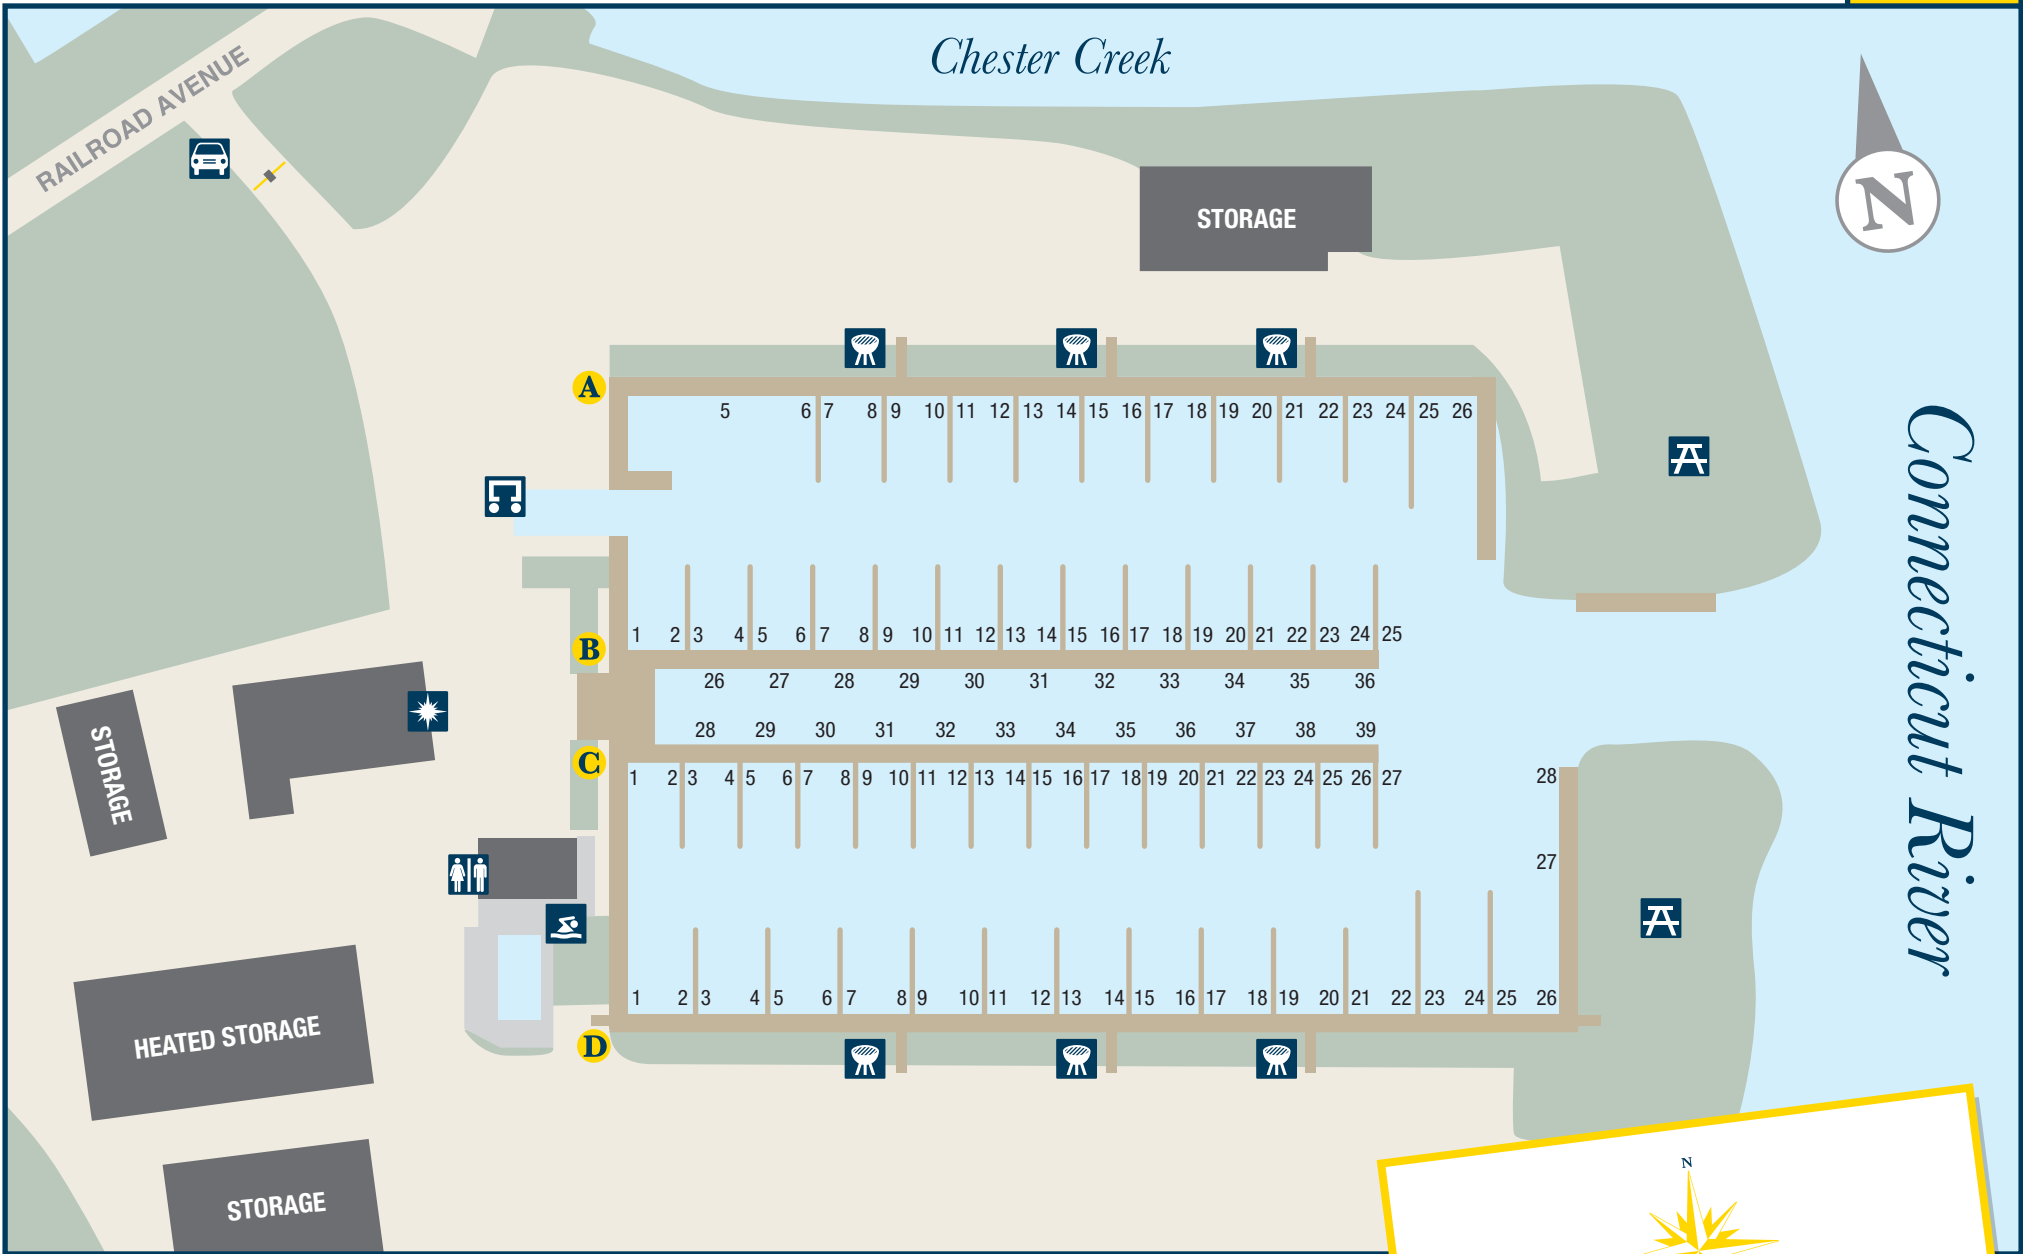 Chester Creek
RAILROAD AVENUE
N
STORAGE
A
5 6 7 8 9 10 11 12 13 14 15 16 17 18 19 20 21 22 23 24 25 26
Connecticut River
1 2 3 4 5 6 7 8 9 10 11 12 13 14 15 16 17 18 19 20 21 22 23 24 25
B
26 27 28 29 30 31 32 33 34 35 36
28 29 30 31 32 33 34 35 36 37 38 39
C
1 2 3 4 5 6 7 8 9 10 11 12 13 14 15 16 17 18 19 20 21 22 23 24 25 26 27
28
27
STORAGE
1 2 3 4 5 6 7 8 9 10 11 12 13 14 15 16 17 18 19 20 21 22 23 24 25 26
D
HEATED STORAGE
STORAGE
N